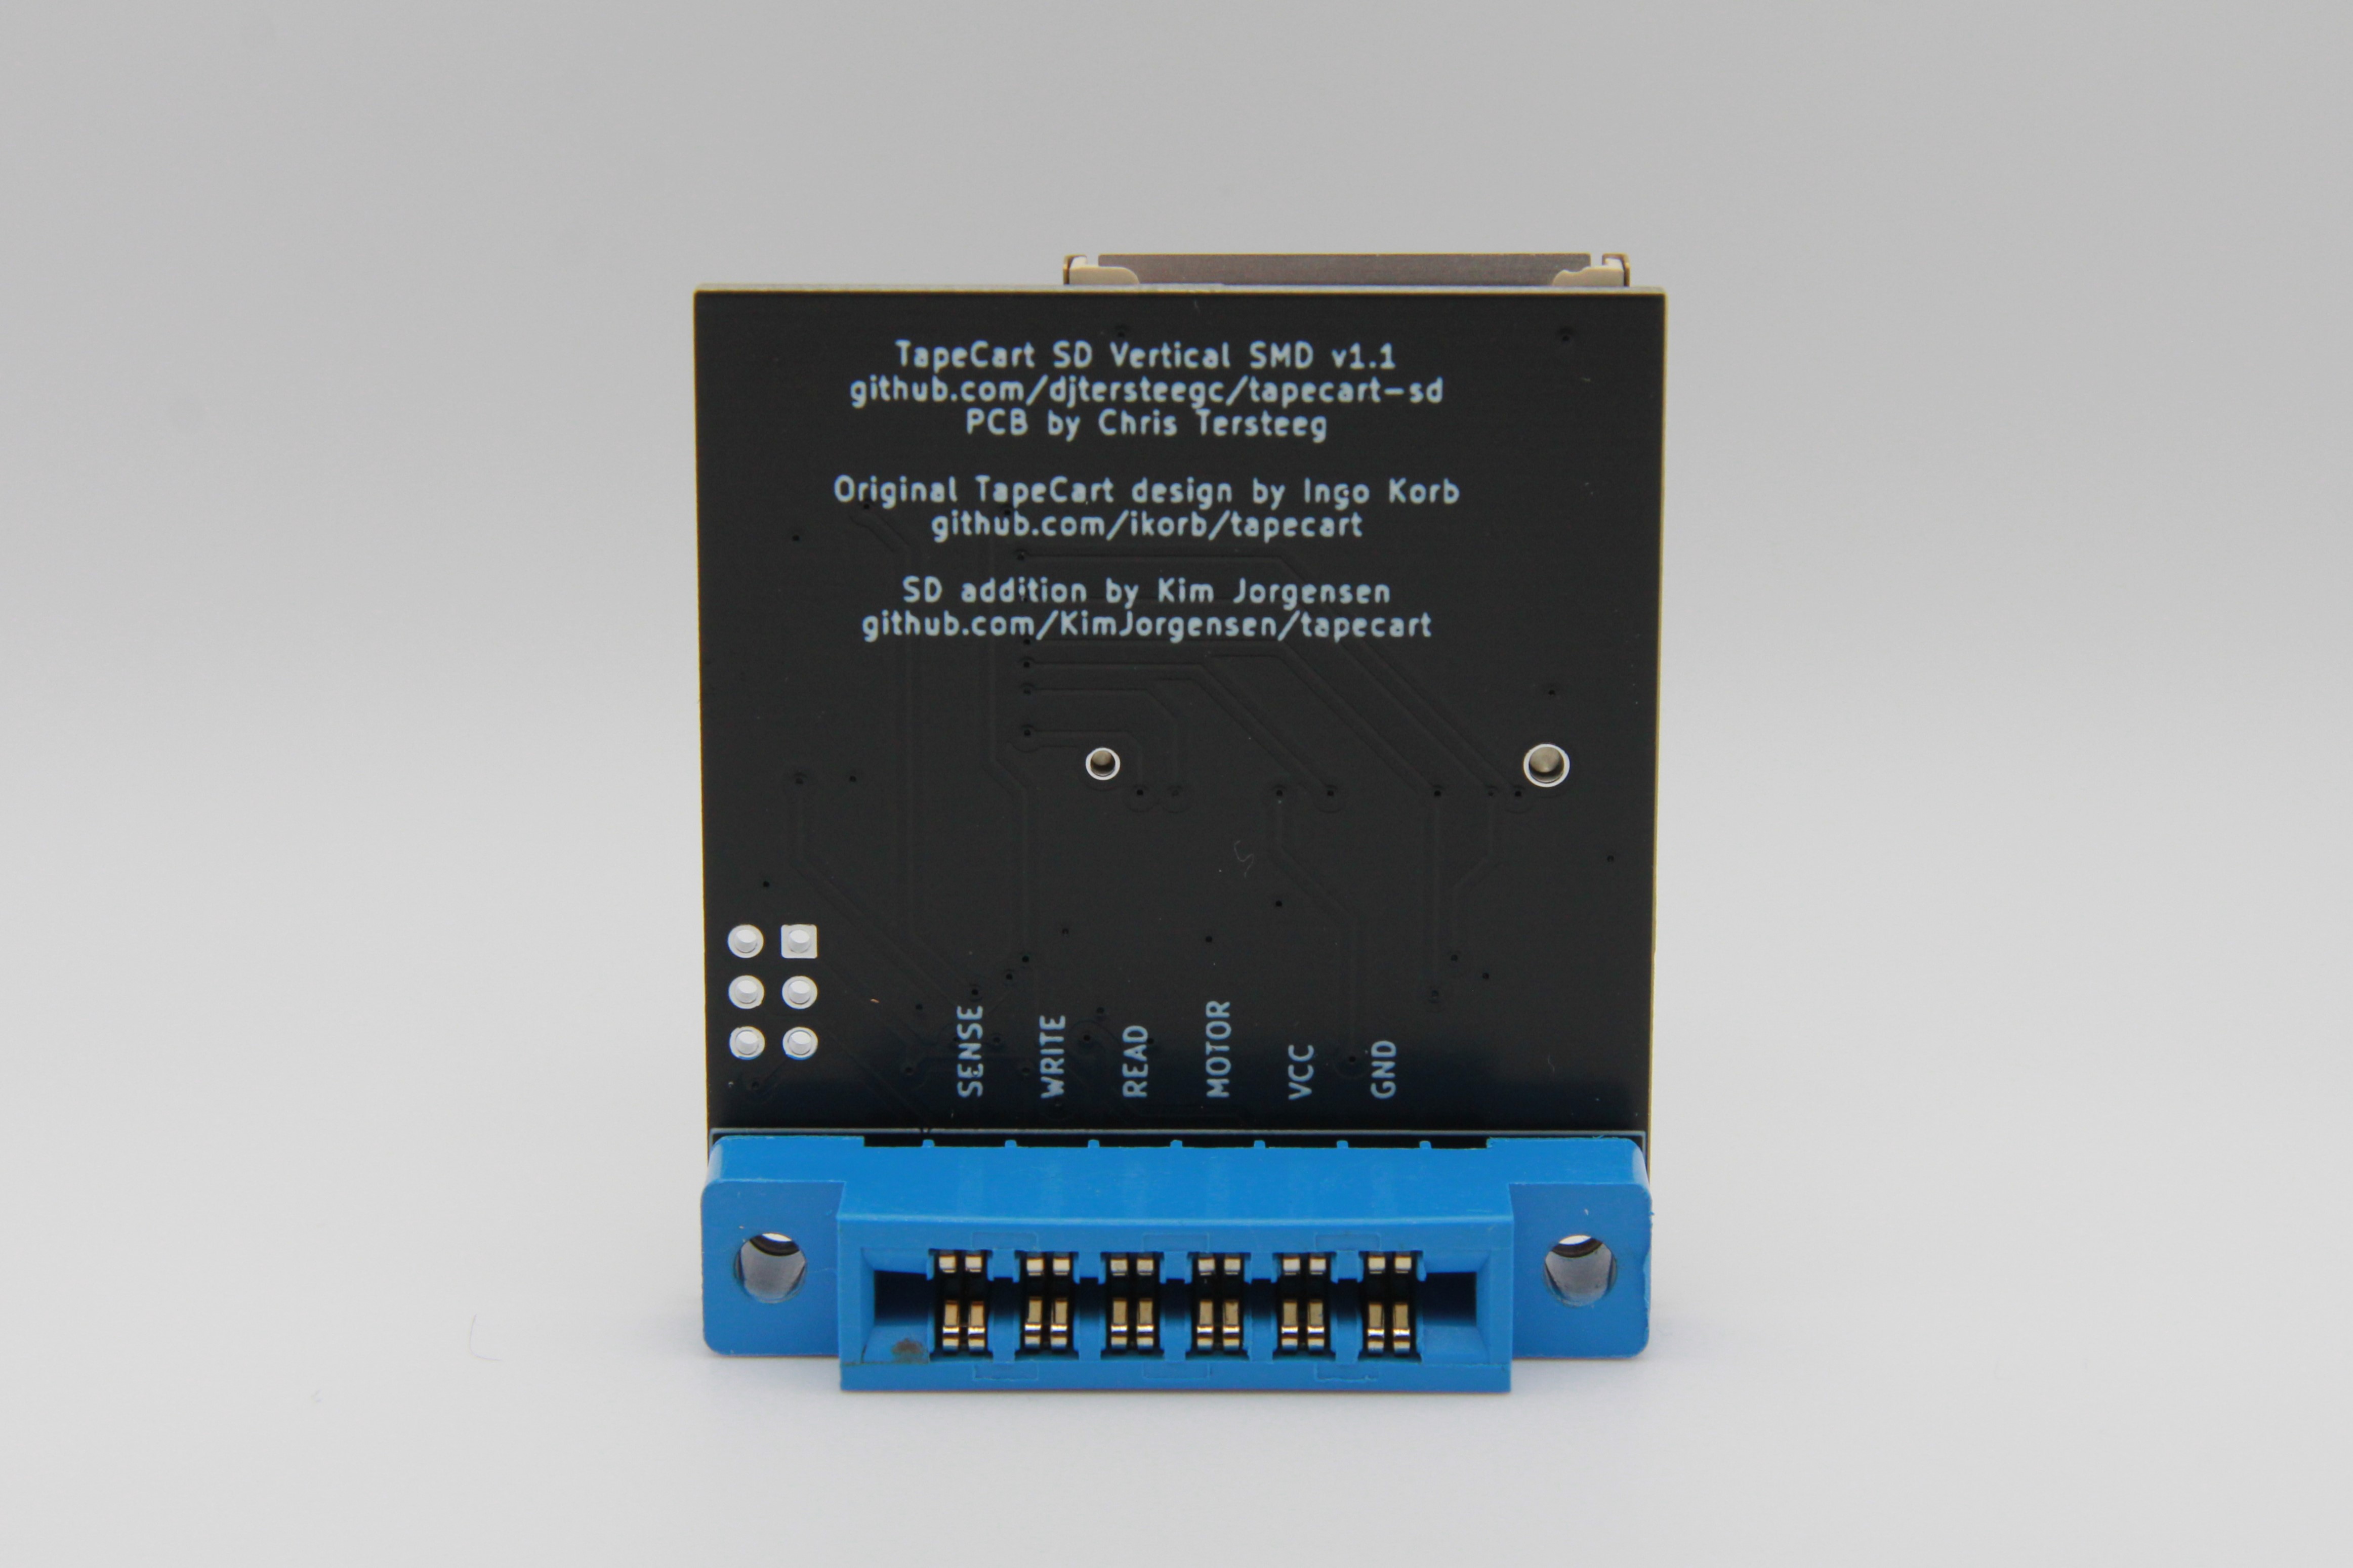 TapeCart SD Vertical SMD v1.1
github.com/djtersteegc/tapecart-sd
PCB by Chris Tersteeg
Original TapeCart design by Ingo Korb
github.com/ikorb/tapecart
SD addition by Kim Jorgensen
github.com/KimJorgensen/tapecart
SENSE
WRITE
READ
MOTOR
VCC
GND